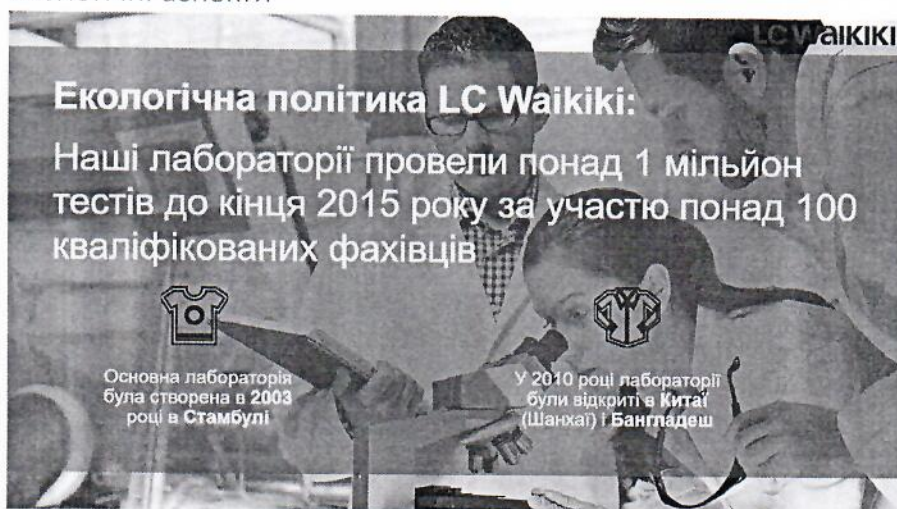 LC Waikiki
Екологічна політика LC Waikiki:
Наші лабораторії провели понад 1 мільйон
тестів до кінця 2015 року за участю понад 100
кваліфікованих фахівців
Основна лабораторія
була створена в 2003
році в Стамбулі
У 2010 році лабораторії
були відкриті в Китаї
(Шанхаї) і Бангладеш